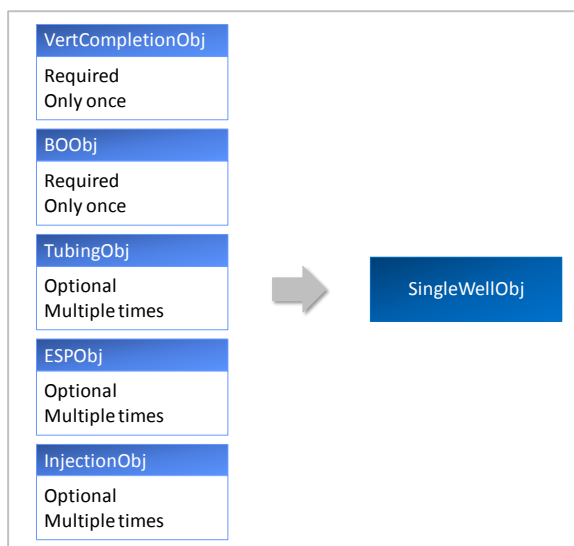 VertCompletionObj
Required
Only once
BOObj
Required
Only once
TubingObj
Optional
Multiple times
ESPObj
Optional
Multiple times
InjectionObj
Optional
Multiple times
SingleWellObj